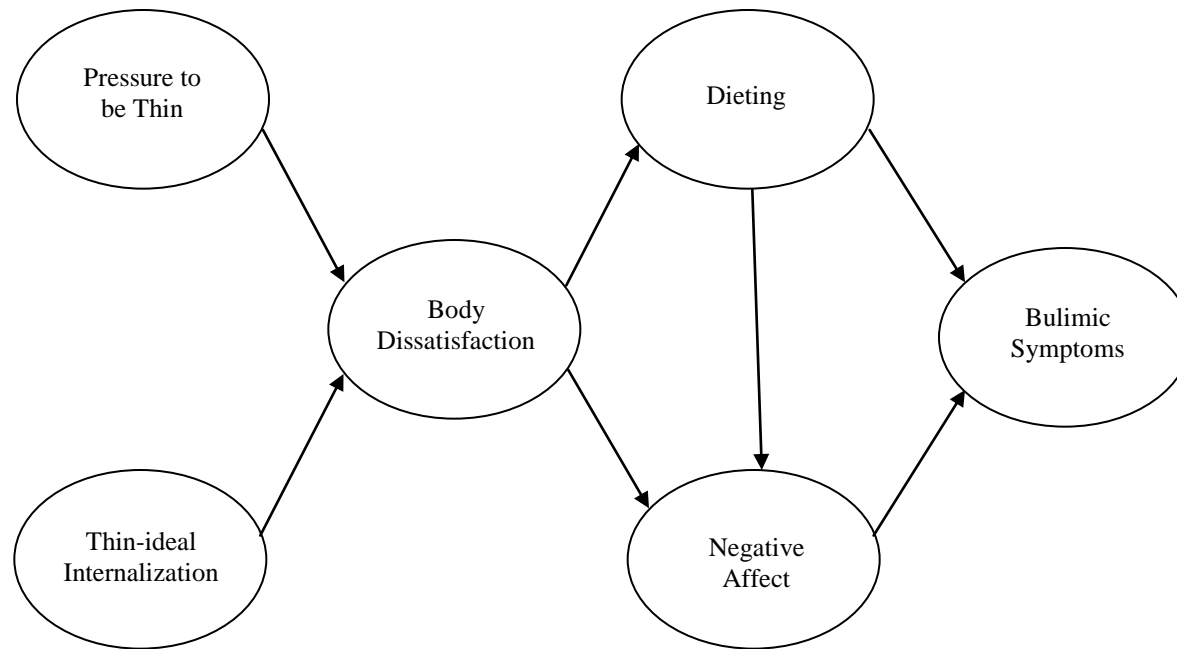 Pressure to
be Thin
Dieting
Body
Dissatisfaction
Bulimic
Symptoms
Thin-ideal
Internalization
Negative
Affect